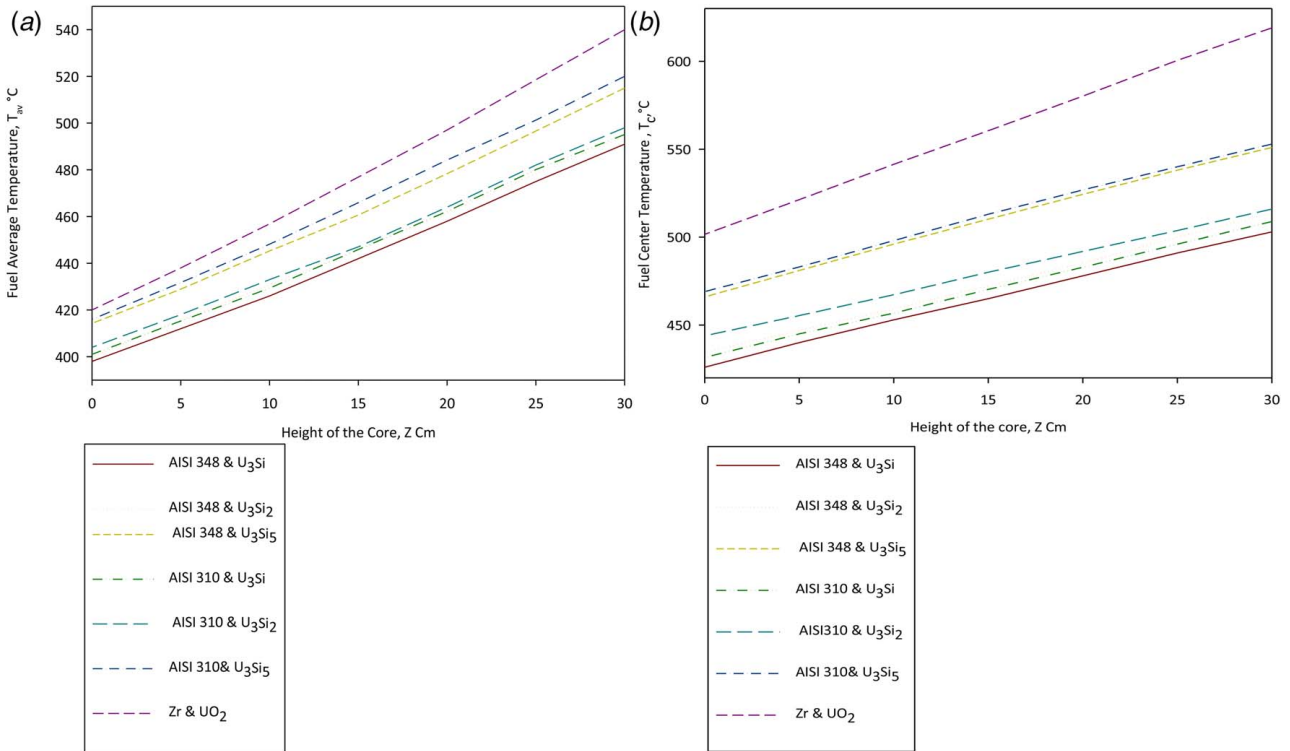 (a)
540
520
500
480
460
440
420
400
Fuel Average Temperature, Tav °C
0 5 10 15 20 25 30
Height of the Core, Z Cm
AISI 348 & U3Si
AISI 348 & U3Si2
AISI 348 & U3Si5
AISI 310 & U3Si
AISI 310 & U3Si2
AISI 310& U3Si5
Zr & UO2
(b)
600
550
500
450
Fuel Center Temperature , Tc,°C
0 5 10 15 20 25 30
Height of the core, Z Cm
AISI 348 & U3Si
AISI 348 & U3Si2
AISI 348 & U3Si5
AISI 310 & U3Si
AISI310 & U3Si2
AISI 310& U3Si5
Zr & UO2